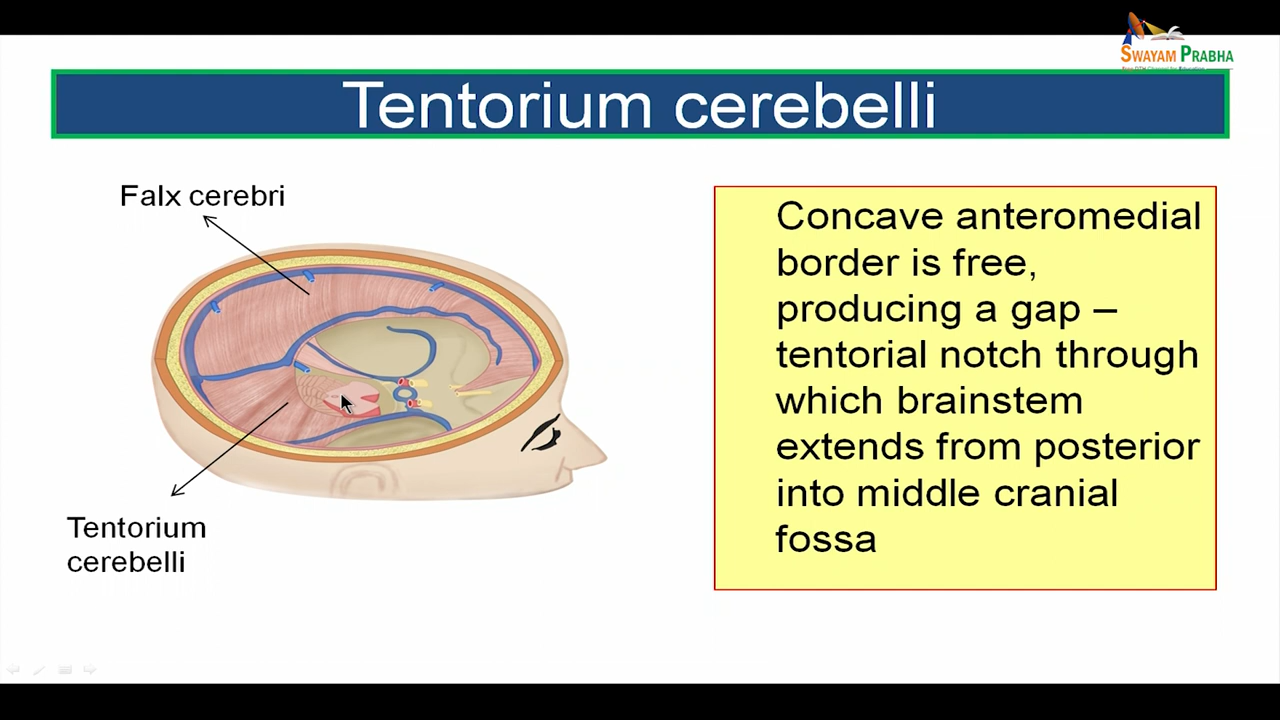 SWAYAM PRABHA
Tentorium cerebelli
Falx cerebri
Tentorium
cerebelli
Concave anteromedial
border is free,
producing a gap –
tentorial notch through
which brainstem
extends from posterior
into middle cranial
fossa